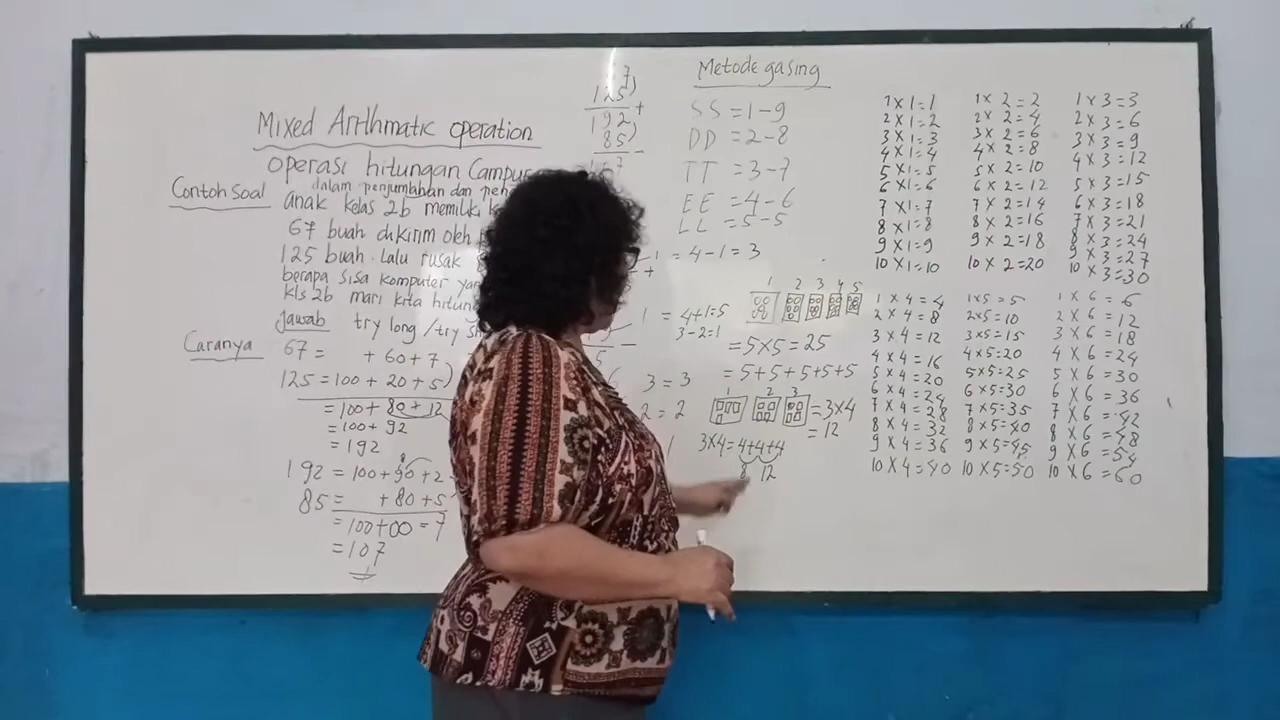 Mixed Arithmatic operation
operasi hitungan Campur
Contoh Soal
dalam penjumlahan dan
anak kelas 2b memiliki
67 buah dikirim oleh
125 buah. Lalu rusak
berapa sisa komputer
kls 2b mari kita hitung
Jawab try long /try
Caranya
67 = + 60 + 7
125 = 100 + 20 + 5)
= 100 + 80 + 12
= 100 + 92
= 192
192 = 100 + 90 + 2
85 = + 80 + 5
= 100 + 00 = 7
= 107
125) +
192
85) -
= 4 - 1 = 3
1 = 4 + 1 = 5
3 - 2 = 1
3 = 3
2 = 2
Metode gasing
SS = 1 - 9
DD = 2 - 8
TT = 3 - 7
EE = 4 - 6
LL = 5 - 5
1 2 3 4 5
= 5 x 5 = 25
= 5 + 5 + 5 + 5 + 5
1 2 3
= 3 x 4
= 12
3 x 4 = 4 + 4 + 4
8 12
1 x 1 = 1
2 x 1 = 2
3 x 1 = 3
4 x 1 = 4
5 x 1 = 5
6 x 1 = 6
7 x 1 = 7
8 x 1 = 8
9 x 1 = 9
10 x 1 = 10
1 x 2 = 2
2 x 2 = 4
3 x 2 = 6
4 x 2 = 8
5 x 2 = 10
6 x 2 = 12
7 x 2 = 14
8 x 2 = 16
9 x 2 = 18
10 x 2 = 20
1 x 3 = 3
2 x 3 = 6
3 x 3 = 9
4 x 3 = 12
5 x 3 = 15
6 x 3 = 18
7 x 3 = 21
8 x 3 = 24
9 x 3 = 27
10 x 3 = 30
1 x 4 = 4
2 x 4 = 8
3 x 4 = 12
4 x 4 = 16
5 x 4 = 20
6 x 4 = 24
7 x 4 = 28
8 x 4 = 32
9 x 4 = 36
10 x 4 = 40
1 x 5 = 5
2 x 5 = 10
3 x 5 = 15
4 x 5 = 20
5 x 5 = 25
6 x 5 = 30
7 x 5 = 35
8 x 5 = 40
9 x 5 = 45
10 x 5 = 50
1 x 6 = 6
2 x 6 = 12
3 x 6 = 18
4 x 6 = 24
5 x 6 = 30
6 x 6 = 36
7 x 6 = 42
8 x 6 = 48
9 x 6 = 54
10 x 6 = 60